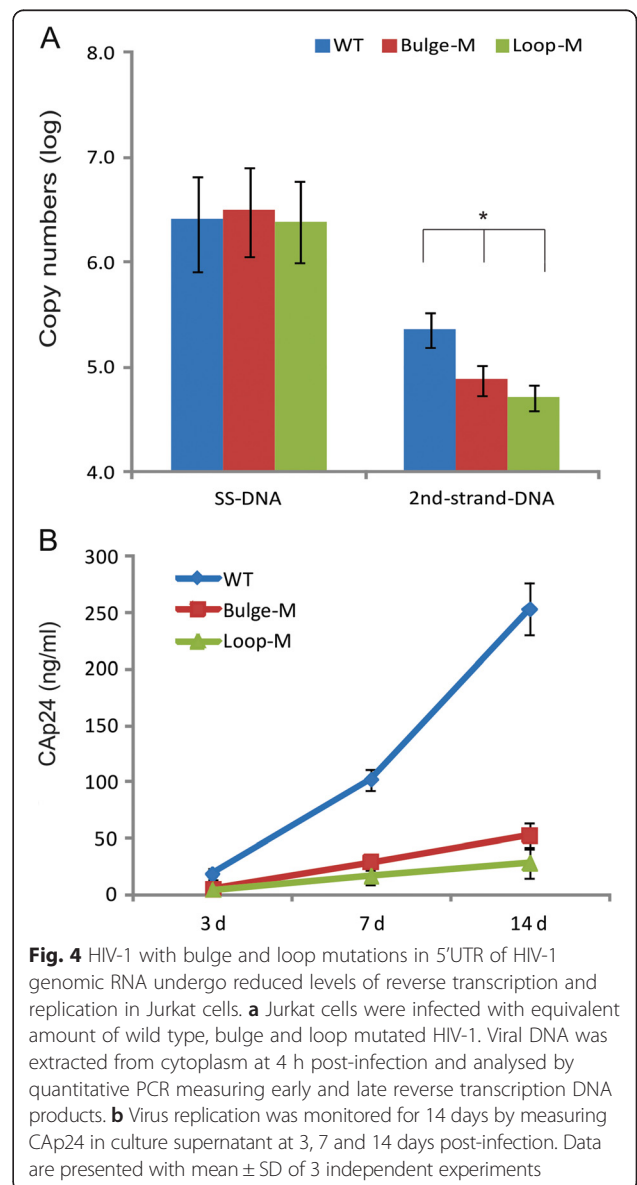 A
WT Bulge-M Loop-M
Copy numbers (log)
8.0
7.0
6.0
5.0
4.0
*
SS-DNA 2nd-strand-DNA
B
CAp24 (ng/ml)
300
250
200
150
100
50
0
WT
Bulge-M
Loop-M
3 d 7 d 14 d
Fig. 4 HIV-1 with bulge and loop mutations in 5′UTR of HIV-1
genomic RNA undergo reduced levels of reverse transcription and
replication in Jurkat cells. a Jurkat cells were infected with equivalent
amount of wild type, bulge and loop mutated HIV-1. Viral DNA was
extracted from cytoplasm at 4 h post-infection and analysed by
quantitative PCR measuring early and late reverse transcription DNA
products. b Virus replication was monitored for 14 days by measuring
CAp24 in culture supernatant at 3, 7 and 14 days post-infection. Data
are presented with mean ± SD of 3 independent experiments